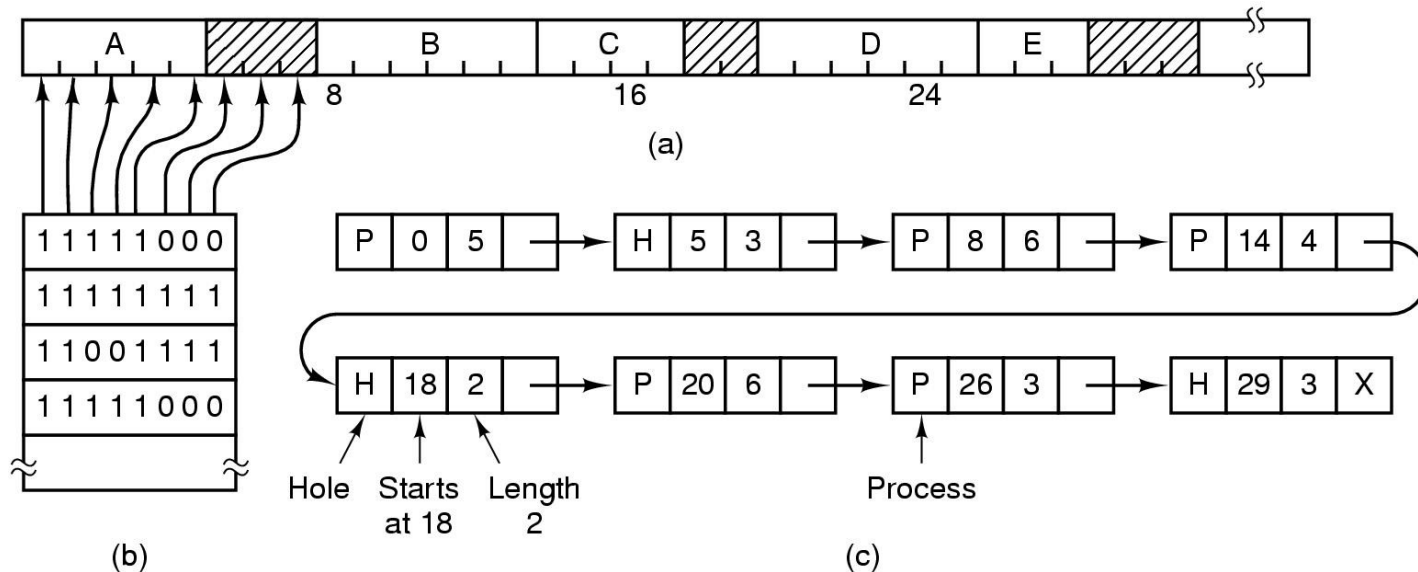 A B C D E
8 16 24
(a)
1 1 1 1 1 0 0 0
1 1 1 1 1 1 1 1
1 1 0 0 1 1 1 1
1 1 1 1 1 0 0 0
(b)
P 0 5 H 5 3 P 8 6 P 14 4
H 18 2 P 20 6 P 26 3 H 29 3 X
Hole Starts at 18 Length 2 Process
(c)